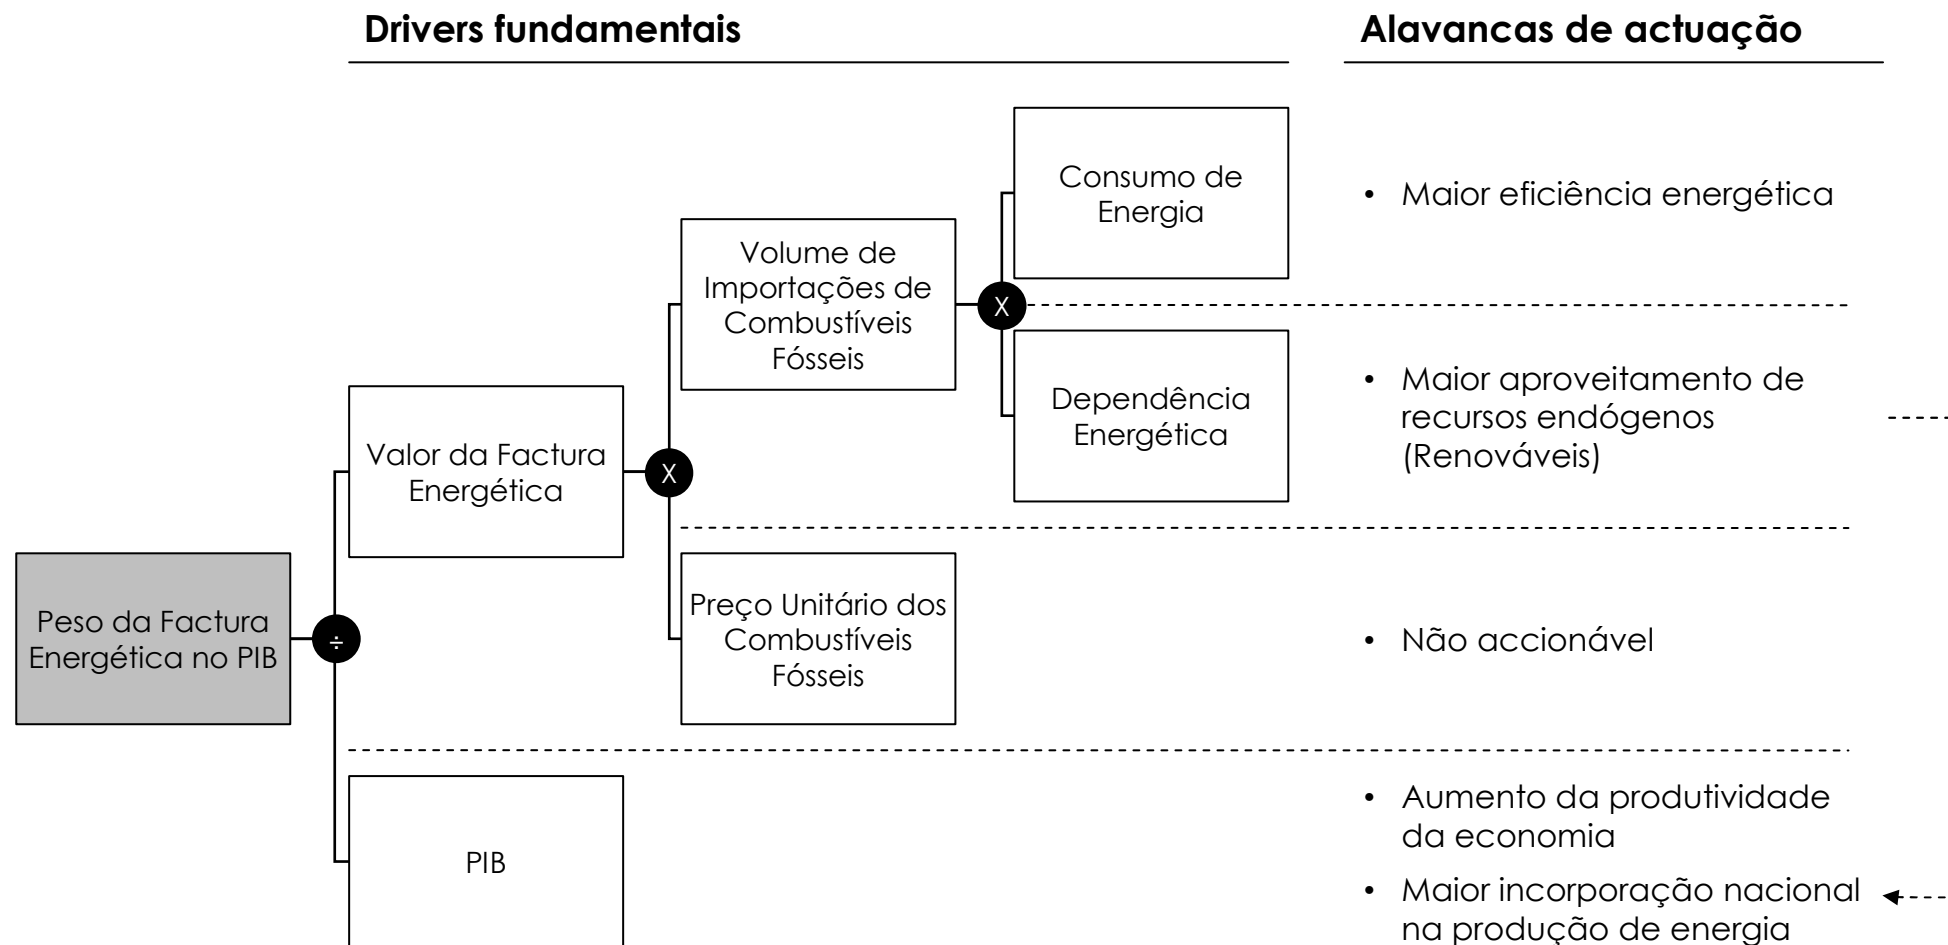 Drivers fundamentais
Alavancas de actuação
Consumo de
Energia
• Maior eficiência energética
Volume de
Importações de
Combustíveis
Fósseis
X
Dependência
Energética
• Maior aproveitamento de
recursos endógenos
(Renováveis)
Valor da Factura
Energética
X
Peso da Factura
Energética no PIB
÷
Preço Unitário dos
Combustíveis
Fósseis
• Não accionável
PIB
• Aumento da produtividade
da economia
• Maior incorporação nacional
na produção de energia